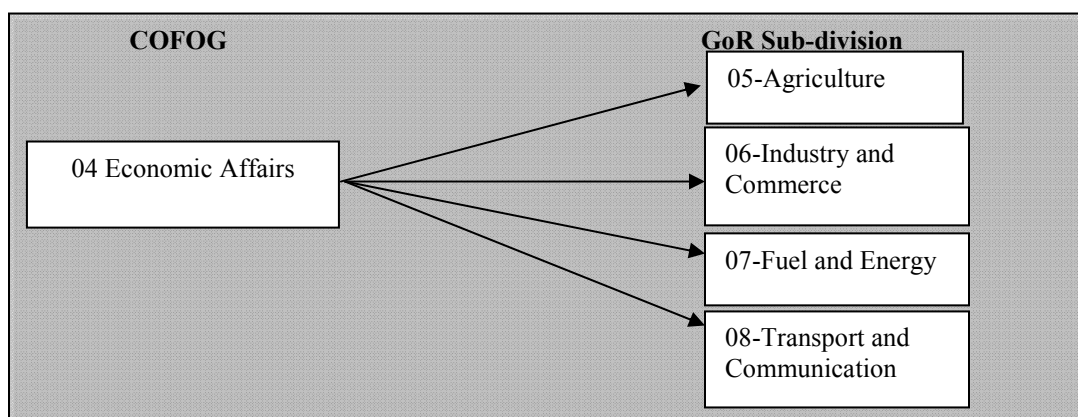 COFOG
GoR Sub-division
05-Agriculture
04 Economic Affairs
06-Industry and
Commerce
07-Fuel and Energy
08-Transport and
Communication